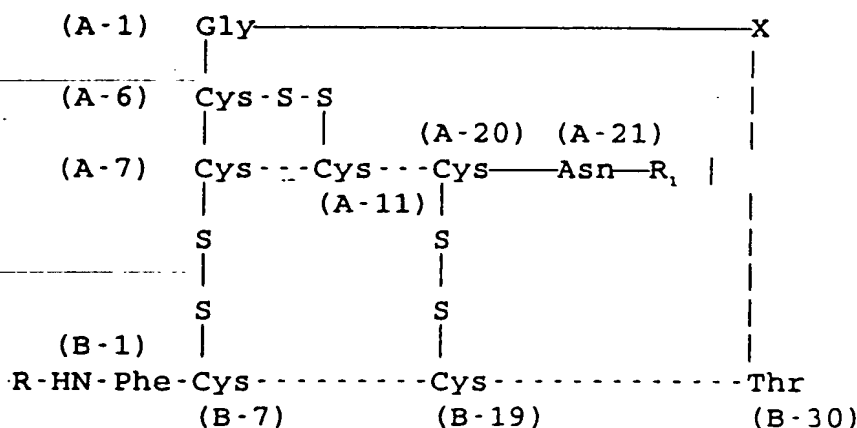 (A-1) Gly X
(A-6) Cys-S-S
(A-20) (A-21)
(A-7) Cys---Cys---Cys—Asn—R₁
(A-11)
S S
S S
(B-1)
R-HN-Phe-Cys---------Cys-------------Thr
(B-7) (B-19) (B-30)